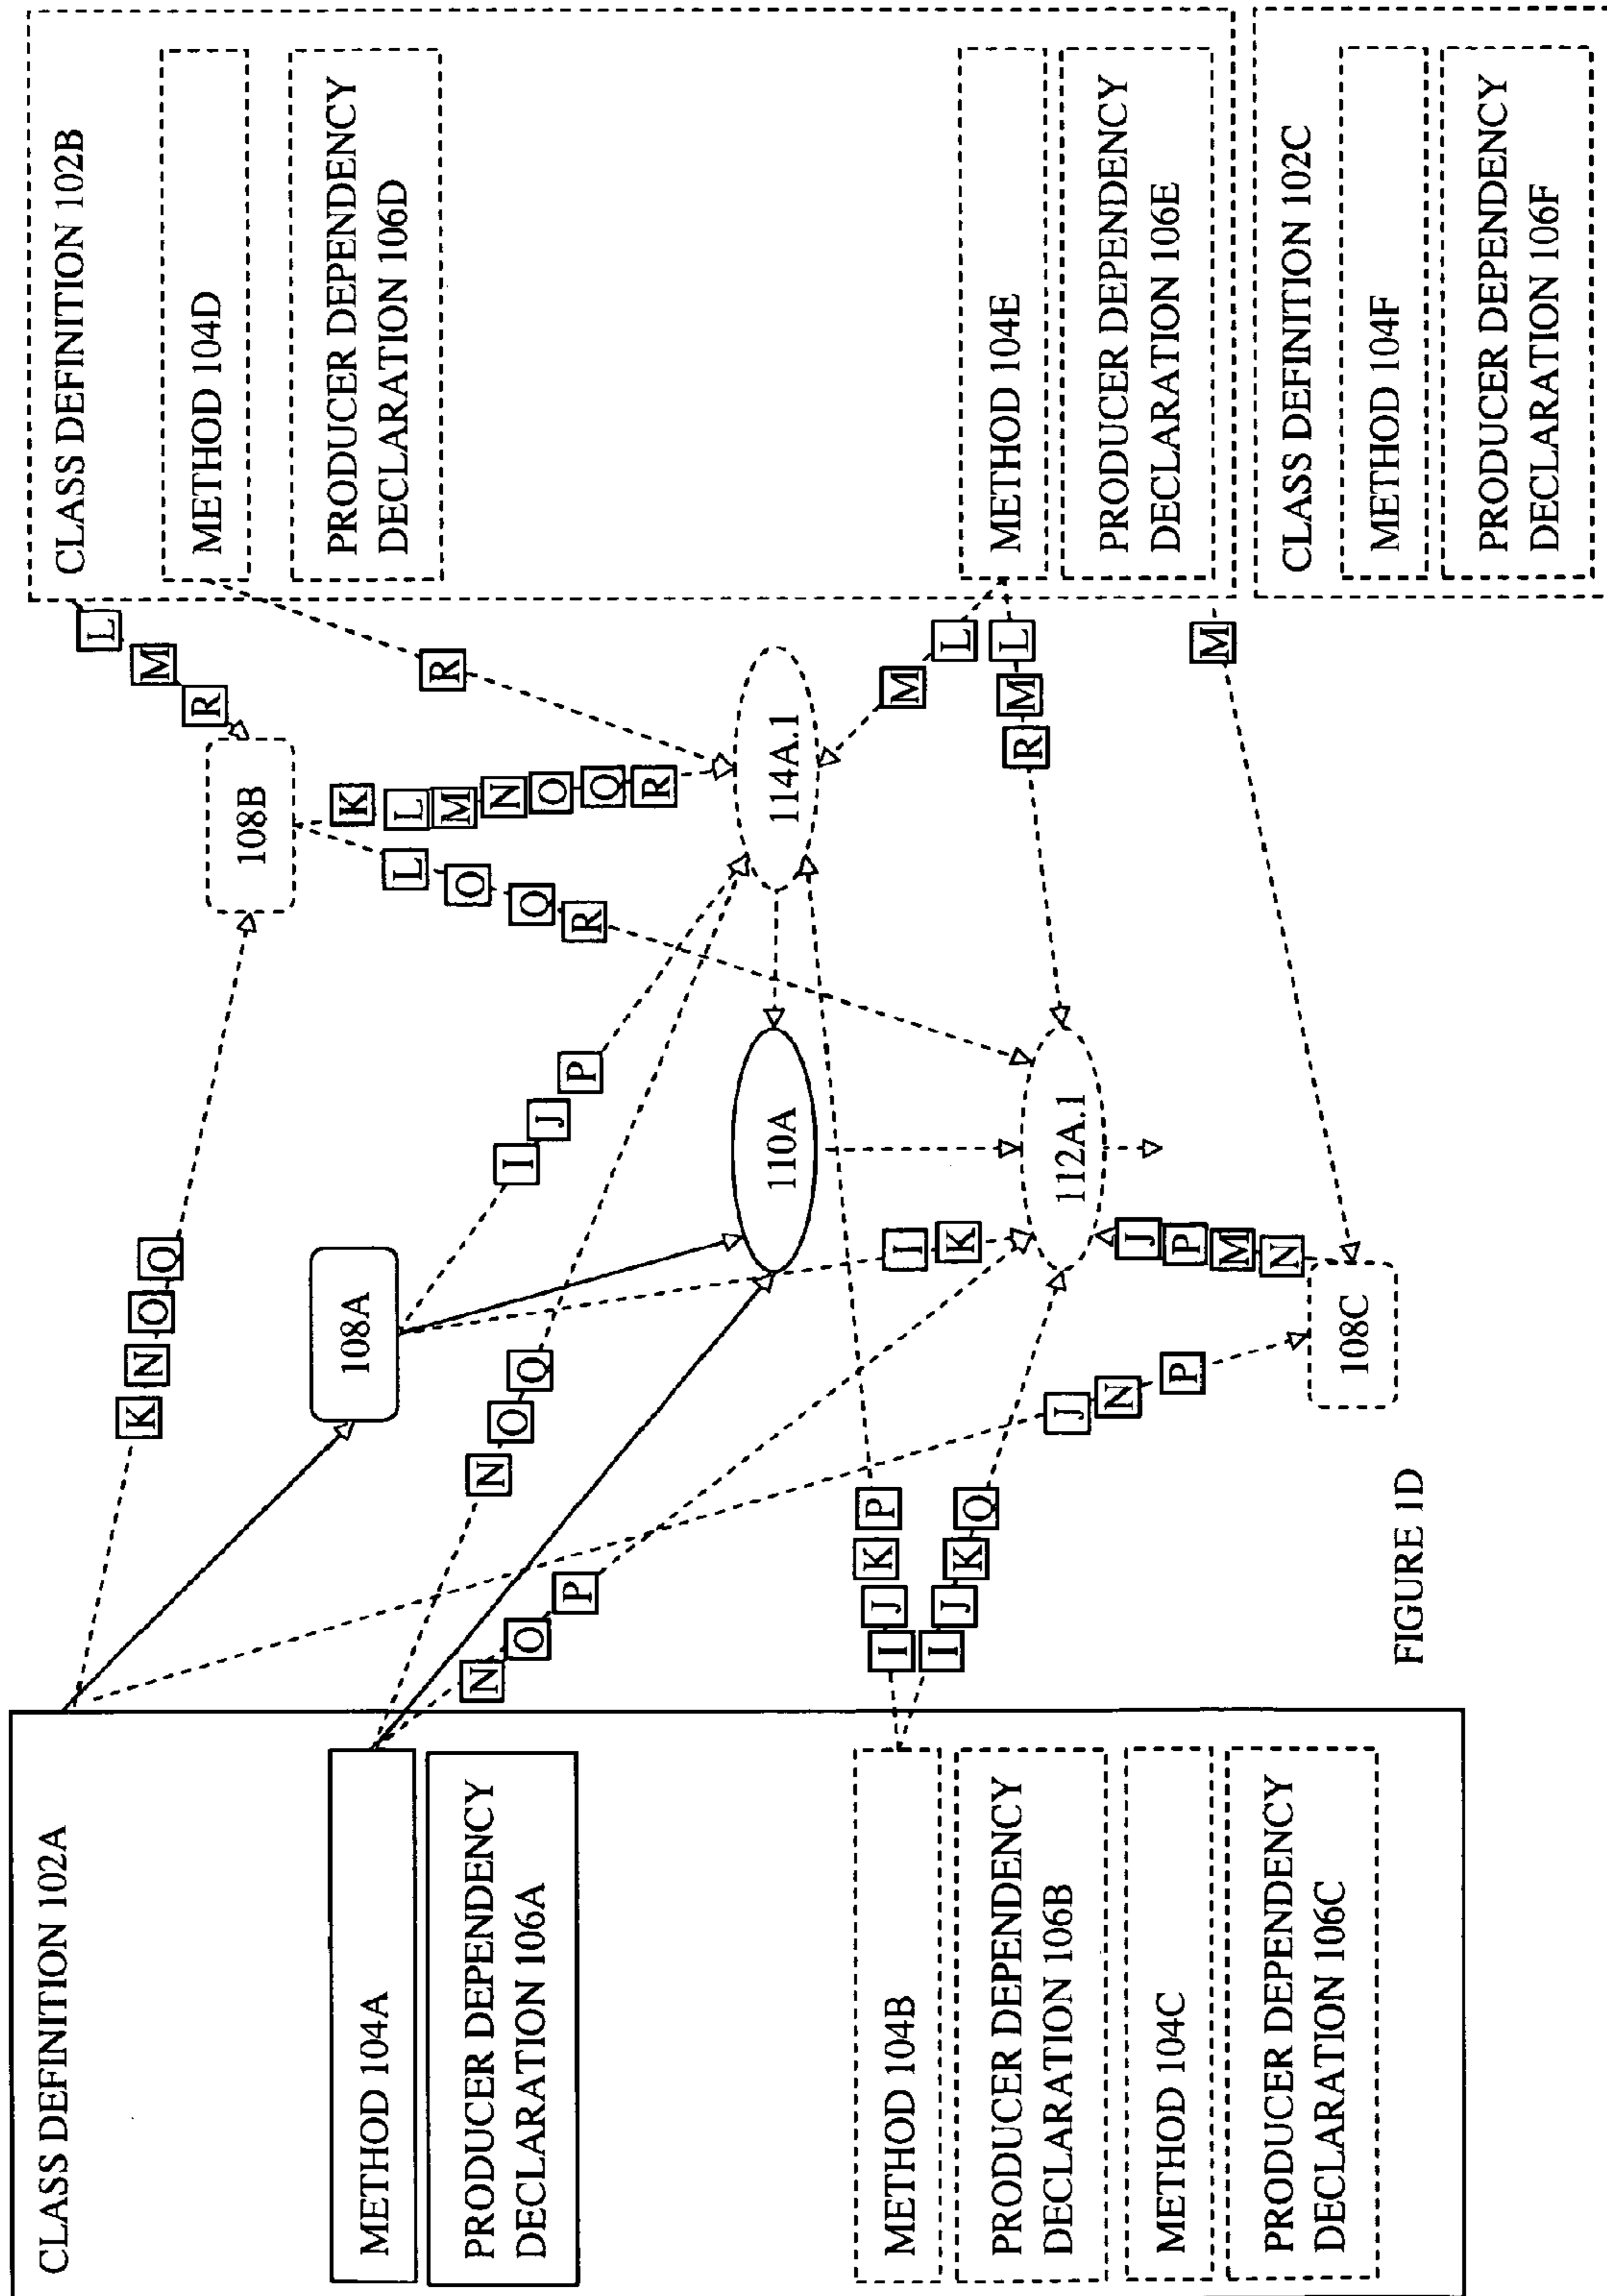 CLASS DEFINITION 102A
METHOD 104A
PRODUCER DEPENDENCY
DECLARATION 106A
METHOD 104B
PRODUCER DEPENDENCY
DECLARATION 106B
METHOD 104C
PRODUCER DEPENDENCY
DECLARATION 106C
K
N
O
Q
108A
N
O
Q
N
O
P
I
J
K
P
I
J
K
Q
J
N
P
I
J
P
I
K
110A
112A.1
J
P
M
N
108C
108B
K
L
M
N
O
Q
R
L
O
Q
R
114A.1
L
M
R
R
M
L
L
M
R
M
CLASS DEFINITION 102B
METHOD 104D
PRODUCER DEPENDENCY
DECLARATION 106D
METHOD 104E
PRODUCER DEPENDENCY
DECLARATION 106E
CLASS DEFINITION 102C
METHOD 104F
PRODUCER DEPENDENCY
DECLARATION 106F
FIGURE 1D